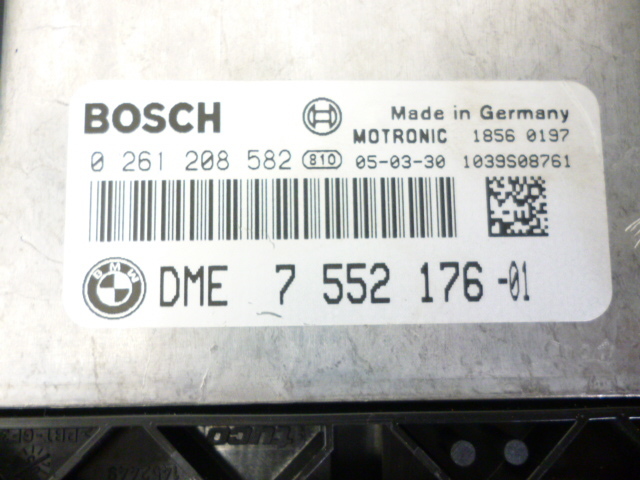 BOSCH
Made in Germany
MOTRONIC 1856 0197
0 261 208 582 810 05-03-30 1039S08761
BMW
DME 7 552 176 -01